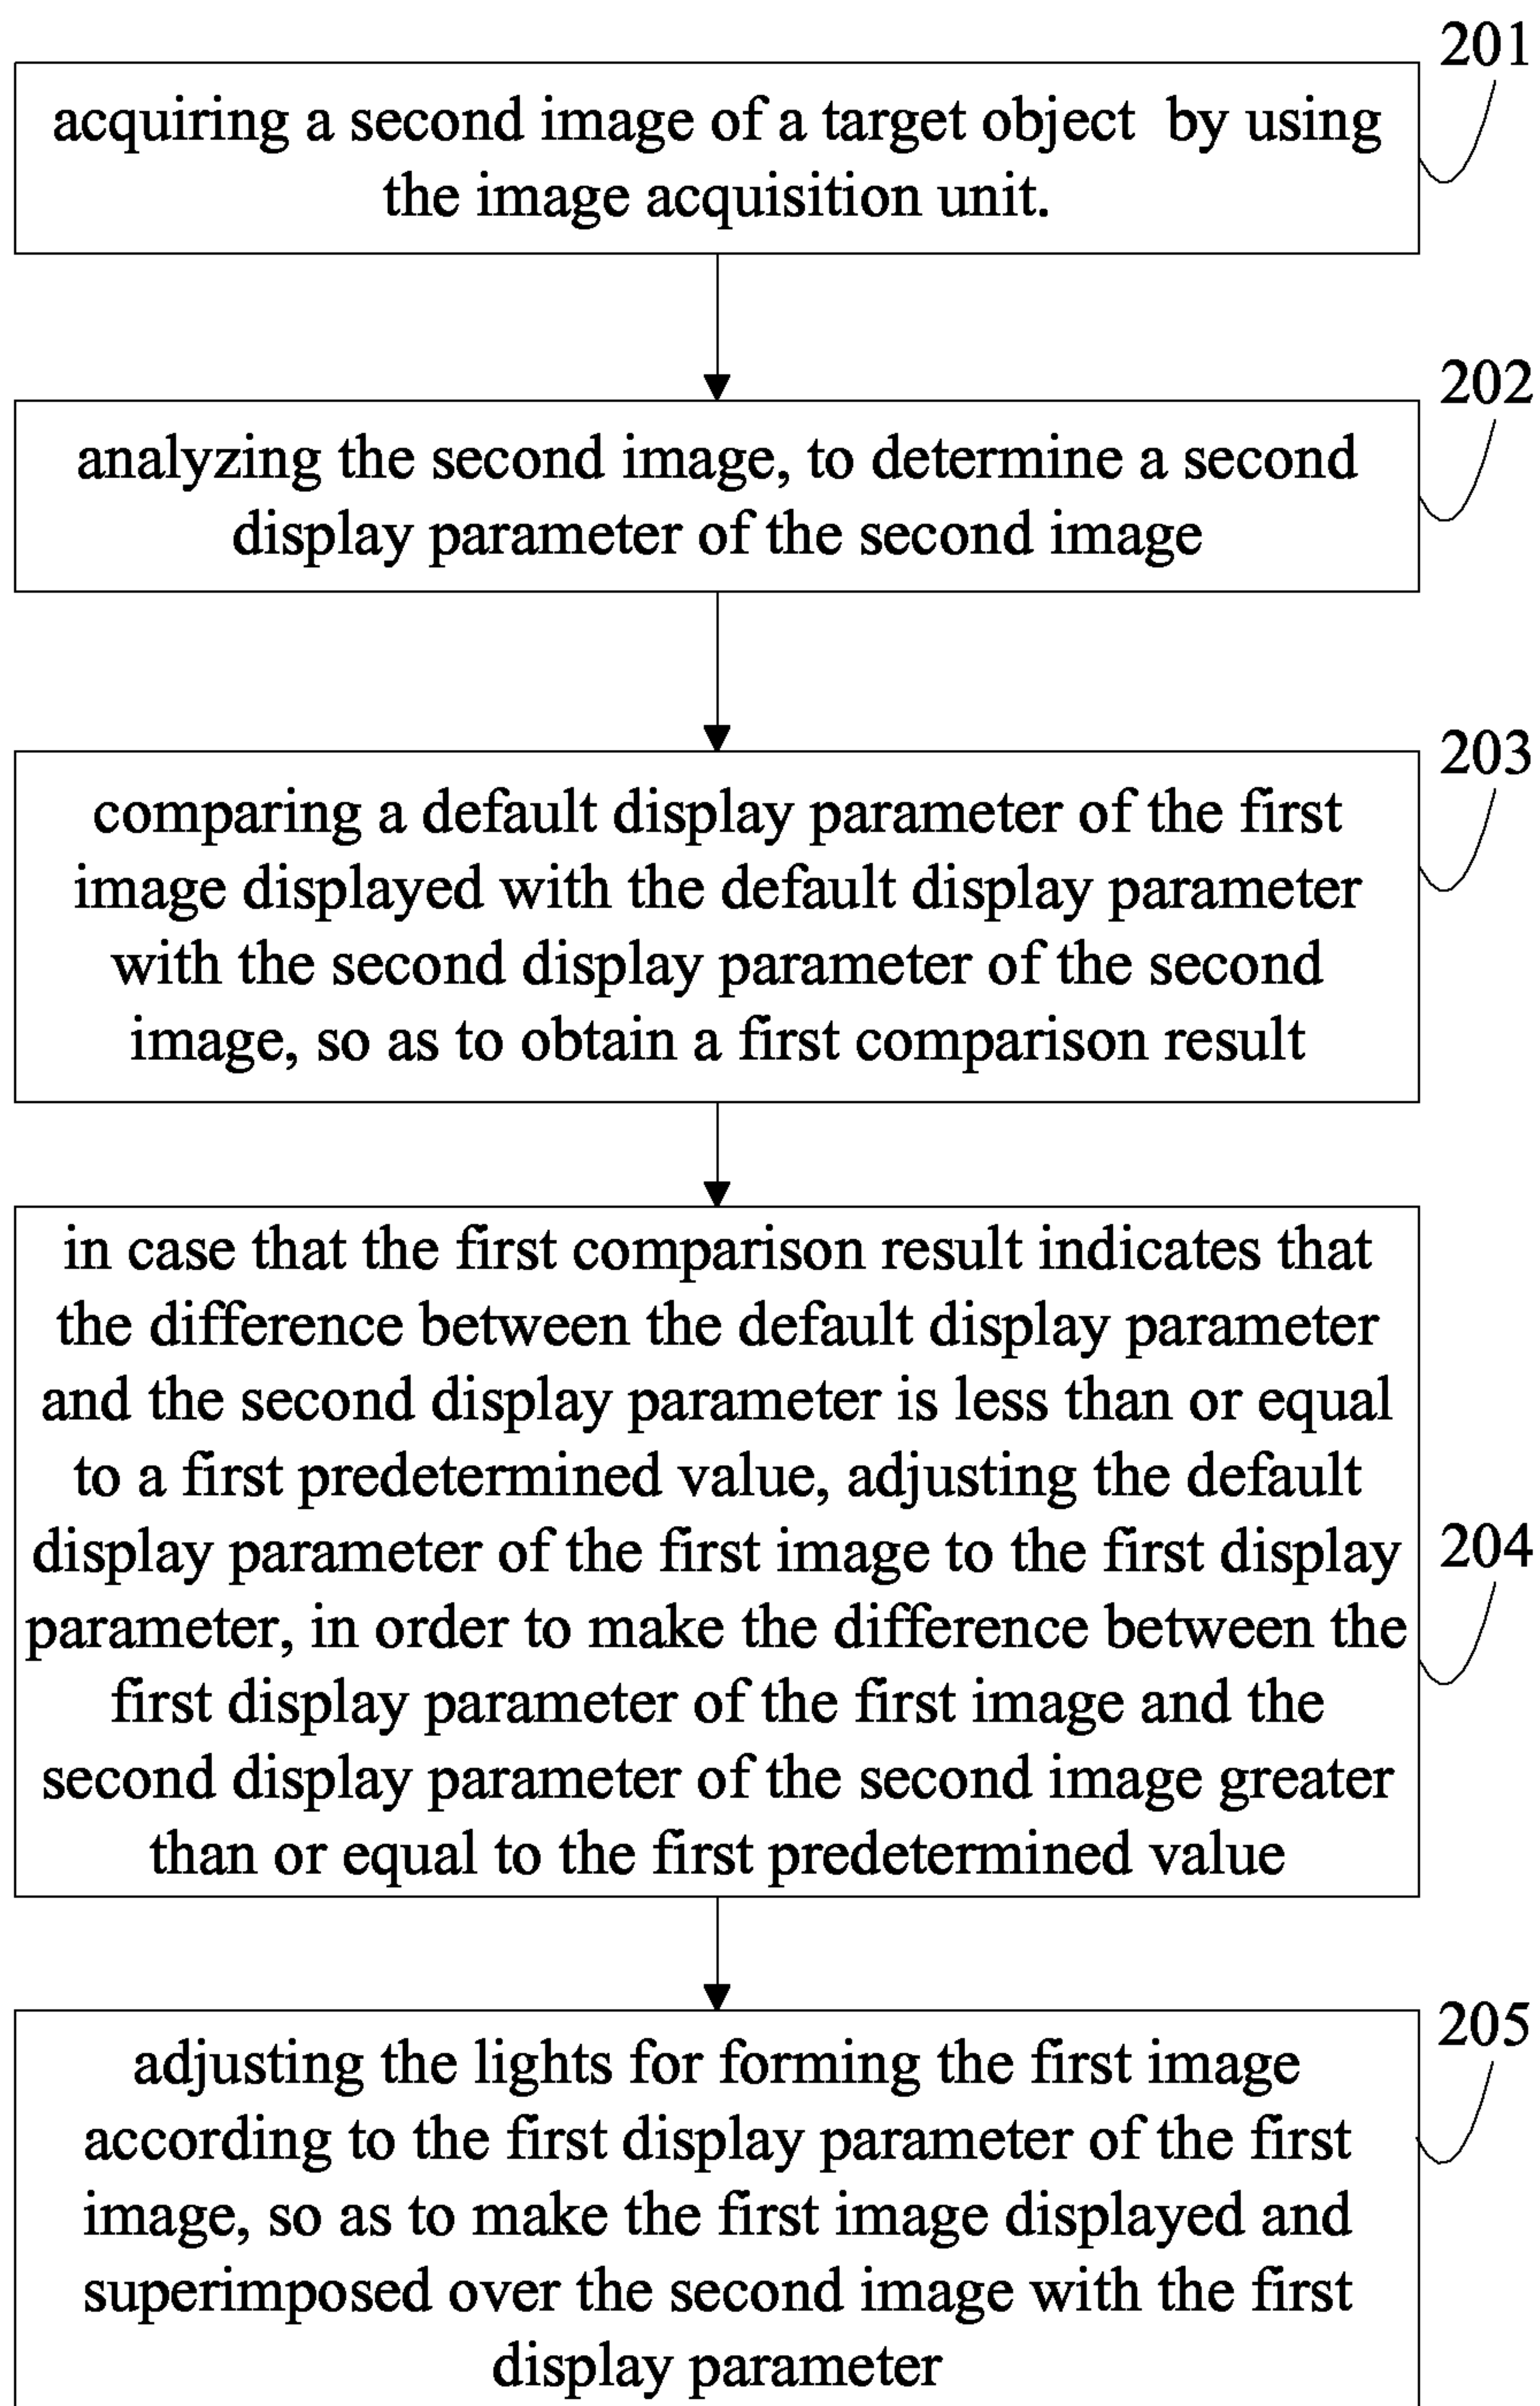 201
acquiring a second image of a target object by using
the image acquisition unit.
202
analyzing the second image, to determine a second
display parameter of the second image
203
comparing a default display parameter of the first
image displayed with the default display parameter
with the second display parameter of the second
image, so as to obtain a first comparison result
in case that the first comparison result indicates that
the difference between the default display parameter
and the second display parameter is less than or equal
to a first predetermined value, adjusting the default
display parameter of the first image to the first display
parameter, in order to make the difference between the
first display parameter of the first image and the
second display parameter of the second image greater
than or equal to the first predetermined value
204
205
adjusting the lights for forming the first image
according to the first display parameter of the first
image, so as to make the first image displayed and
superimposed over the second image with the first
display parameter